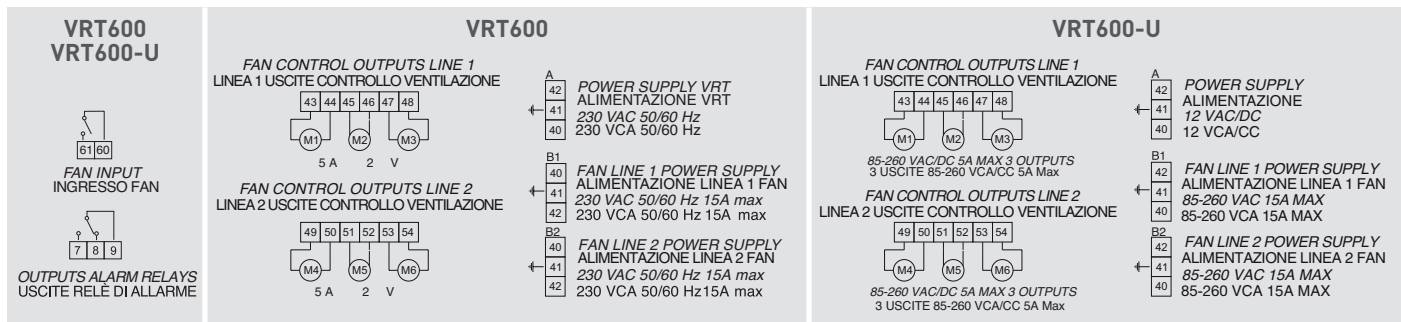 VRT600
VRT600-U
61 60
FAN INPUT
INGRESSO FAN
7 8 9
OUTPUTS ALARM RELAYS
USCITE RELÈ DI ALLARME
VRT600
FAN CONTROL OUTPUTS LINE 1
LINEA 1 USCITE CONTROLLO VENTILAZIONE
43 44 45 46 47 48
M1 M2 M3
5 A 2 V
FAN CONTROL OUTPUTS LINE 2
LINEA 2 USCITE CONTROLLO VENTILAZIONE
49 50 51 52 53 54
M4 M5 M6
5 A 2 V
A
42
41
40
POWER SUPPLY VRT
ALIMENTAZIONE VRT
230 VAC 50/60 Hz
230 VCA 50/60 Hz
B1
40
41
42
FAN LINE 1 POWER SUPPLY
ALIMENTAZIONE LINEA 1 FAN
230 VAC 50/60 Hz 15A max
230 VCA 50/60 Hz 15A max
B2
40
41
42
FAN LINE 2 POWER SUPPLY
ALIMENTAZIONE LINEA 2 FAN
230 VAC 50/60 Hz 15A max
230 VCA 50/60 Hz15A max
VRT600-U
FAN CONTROL OUTPUTS LINE 1
LINEA 1 USCITE CONTROLLO VENTILAZIONE
43 44 45 46 47 48
M1 M2 M3
85-260 VAC/DC 5A MAX 3 OUTPUTS
3 USCITE 85-260 VCA/CC 5A Max
FAN CONTROL OUTPUTS LINE 2
LINEA 2 USCITE CONTROLLO VENTILAZIONE
49 50 51 52 53 54
M4 M5 M6
85-260 VAC/DC 5A MAX 3 OUTPUTS
3 USCITE 85-260 VCA/CC 5A Max
A
42
41
40
POWER SUPPLY
ALIMENTAZIONE
12 VAC/DC
12 VCA/CC
B1
42
41
40
FAN LINE 1 POWER SUPPLY
ALIMENTAZIONE LINEA 1 FAN
85-260 VAC 15A MAX
85-260 VCA 15A MAX
B2
42
41
40
FAN LINE 2 POWER SUPPLY
ALIMENTAZIONE LINEA 2 FAN
85-260 VAC 15A MAX
85-260 VCA 15A MAX